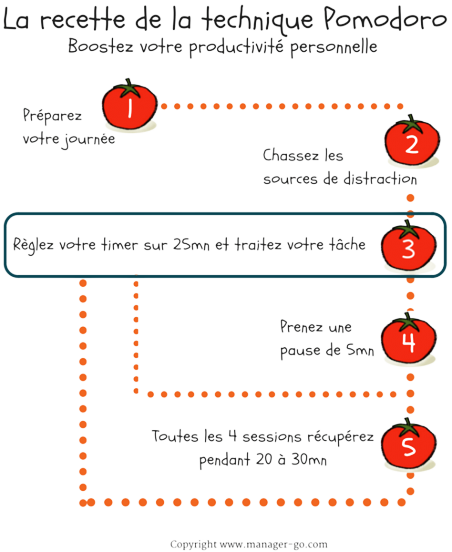 La recette de la technique Pomodoro
Boostez votre productivité personnelle
1
Préparez
votre journée
2
Chassez les
sources de distraction
Règlez votre timer sur 25mn et traitez votre tâche
3
Prenez une
pause de 5mn
4
Toutes les 4 sessions récupérez
pendant 20 à 30mn
5
Copyright www.manager-go.com